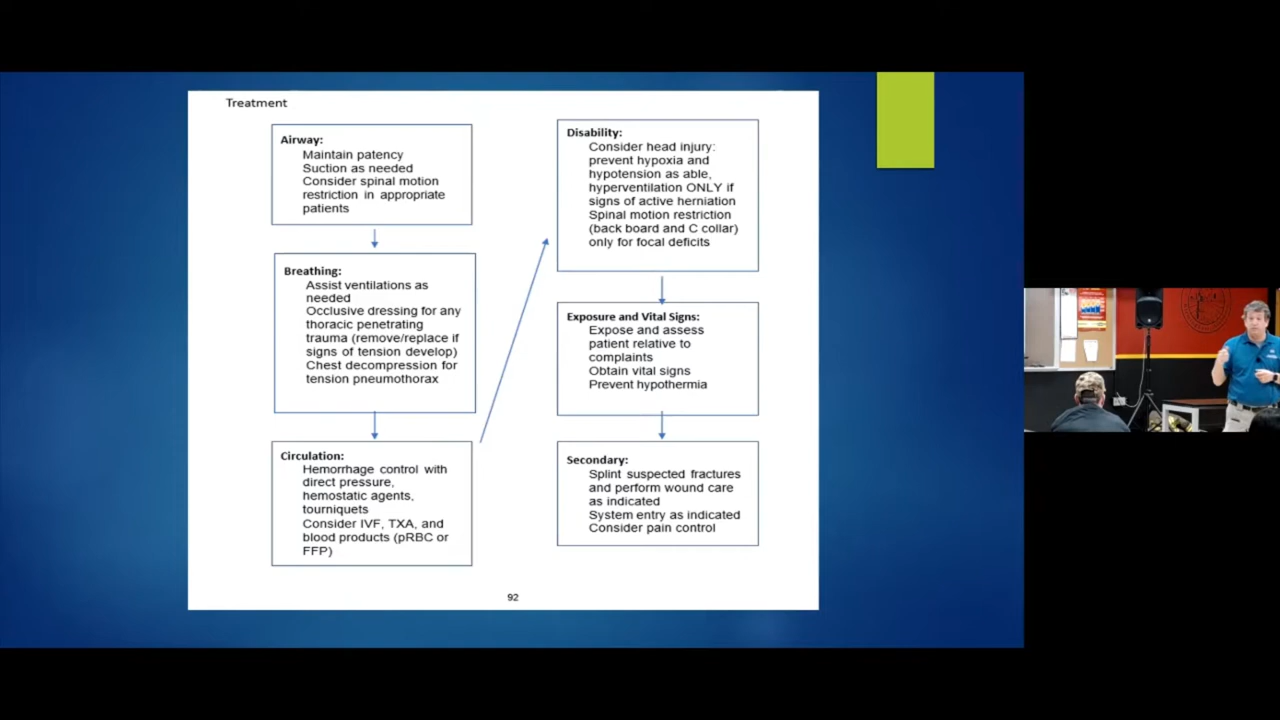 Treatment
Airway:
Maintain patency
Suction as needed
Consider spinal motion
restriction in appropriate
patients
Breathing:
Assist ventilations as
needed
Occlusive dressing for any
thoracic penetrating
trauma (remove/replace if
signs of tension develop)
Chest decompression for
tension pneumothorax
Circulation:
Hemorrhage control with
direct pressure,
hemostatic agents,
tourniquets
Consider IVF, TXA, and
blood products (pRBC or
FFP)
Disability:
Consider head injury:
prevent hypoxia and
hypotension as able,
hyperventilation ONLY if
signs of active herniation
Spinal motion restriction
(back board and C collar)
only for focal deficits
Exposure and Vital Signs:
Expose and assess
patient relative to
complaints
Obtain vital signs
Prevent hypothermia
Secondary:
Splint suspected fractures
and perform wound care
as indicated
System entry as indicated
Consider pain control
92